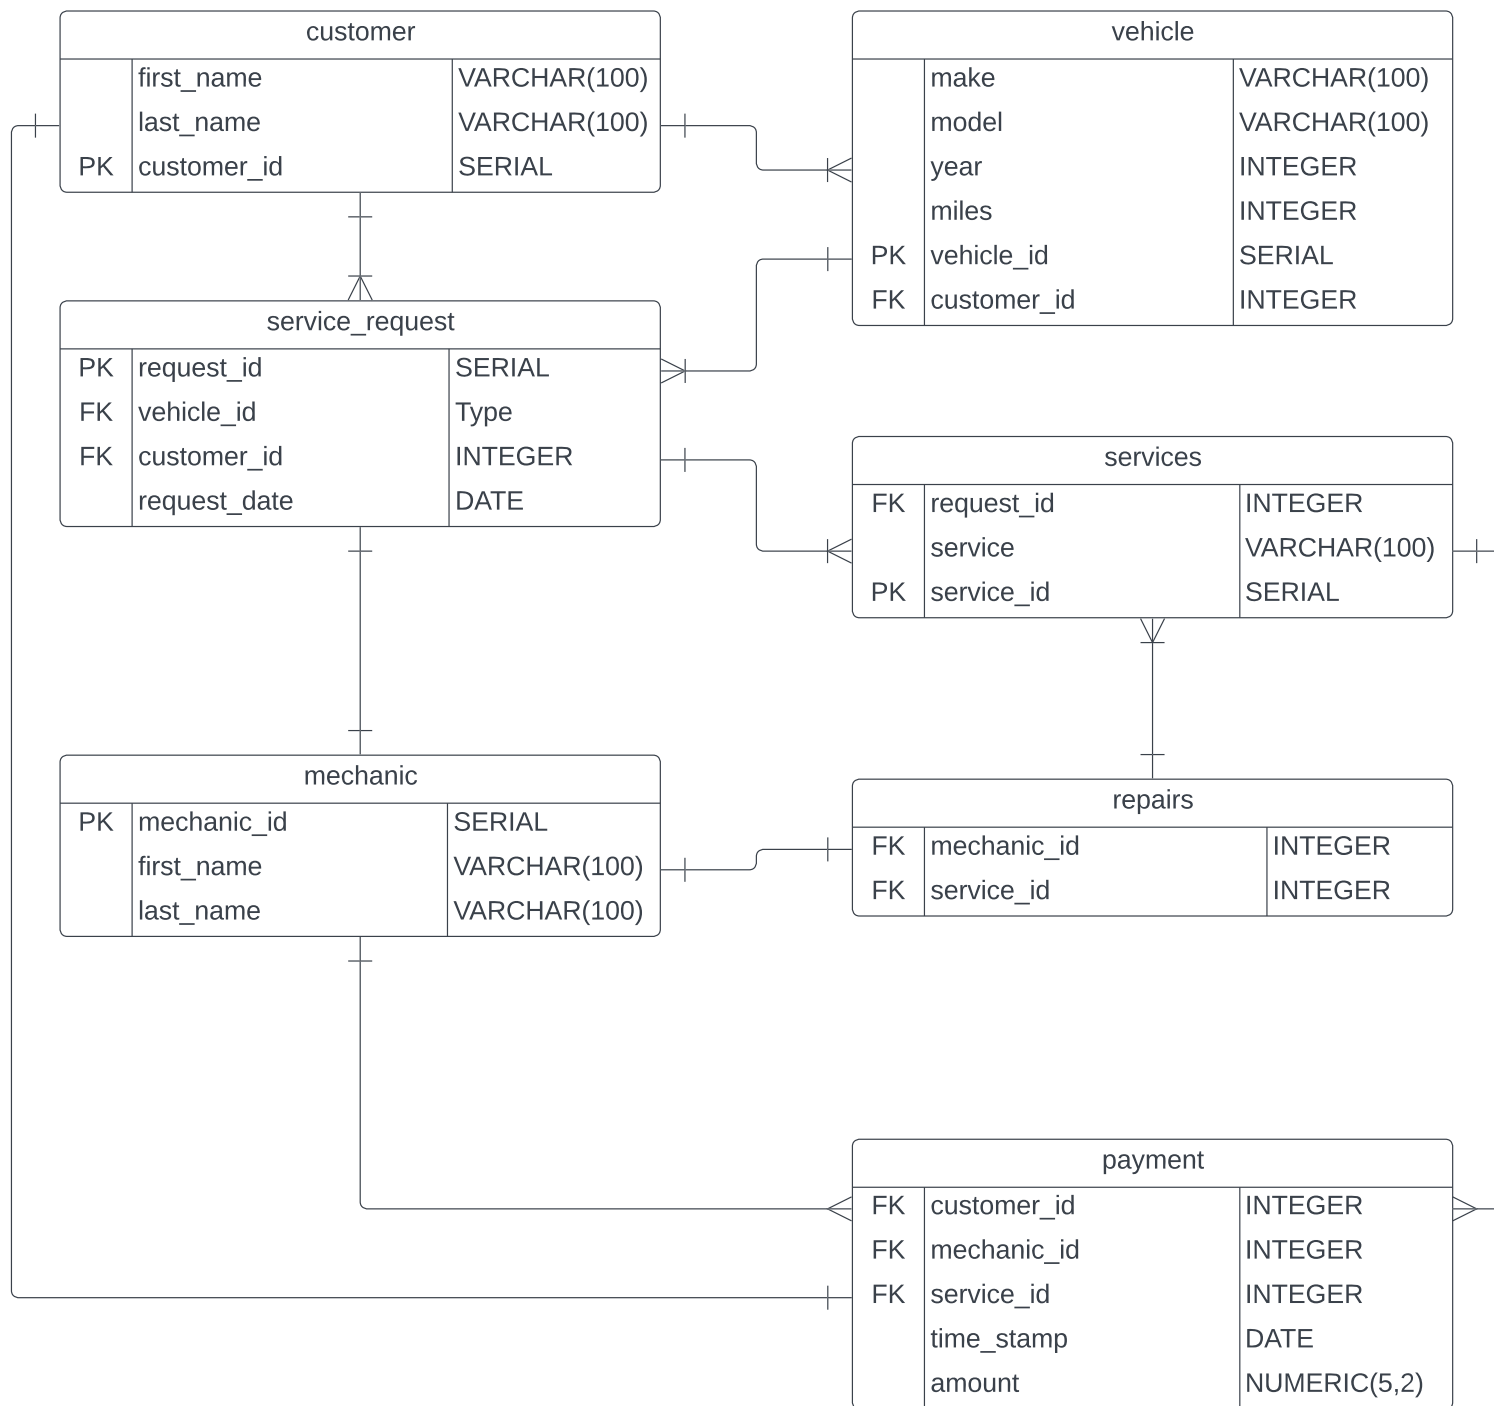 customer
first_name VARCHAR(100)
last_name VARCHAR(100)
PK customer_id SERIAL
vehicle
make VARCHAR(100)
model VARCHAR(100)
year INTEGER
miles INTEGER
PK vehicle_id SERIAL
FK customer_id INTEGER
service_request
PK request_id SERIAL
FK vehicle_id Type
FK customer_id INTEGER
request_date DATE
services
FK request_id INTEGER
service VARCHAR(100)
PK service_id SERIAL
mechanic
PK mechanic_id SERIAL
first_name VARCHAR(100)
last_name VARCHAR(100)
repairs
FK mechanic_id INTEGER
FK service_id INTEGER
payment
FK customer_id INTEGER
FK mechanic_id INTEGER
FK service_id INTEGER
time_stamp DATE
amount NUMERIC(5,2)